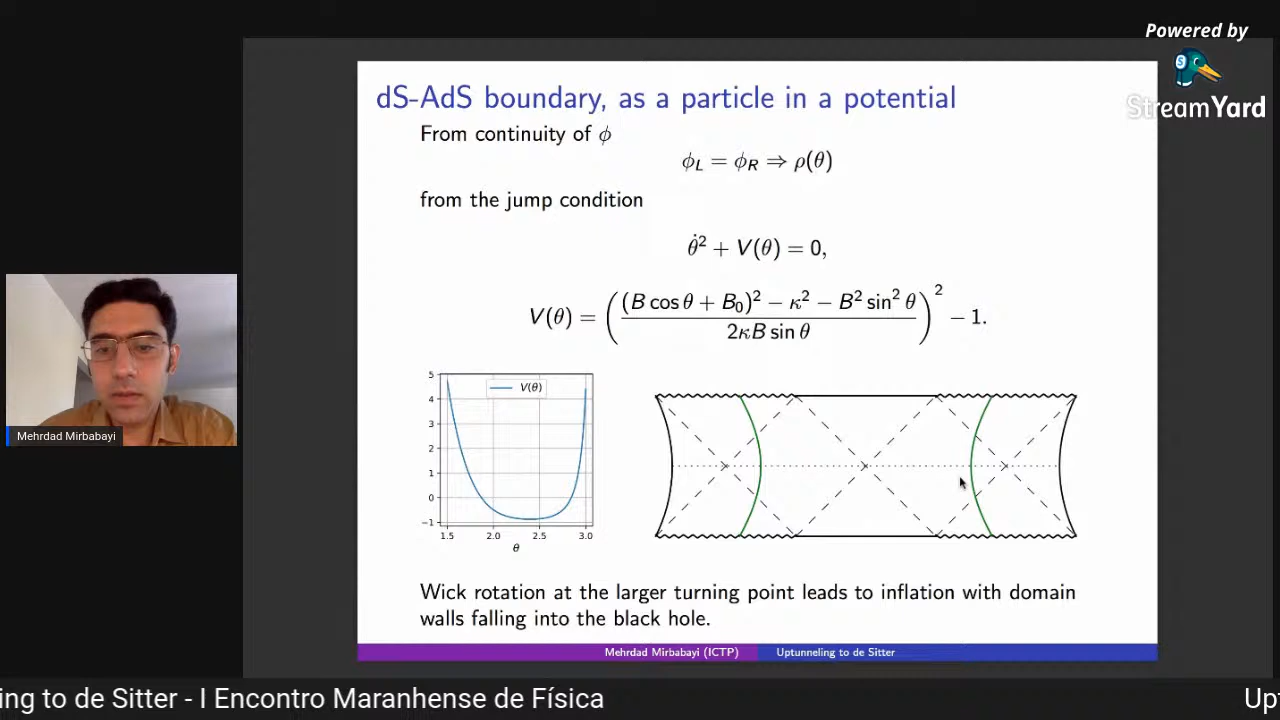 Powered by
StreamYard
dS-AdS boundary, as a particle in a potential
From continuity of ϕ
ϕ_L = ϕ_R ⇒ ρ(θ)
from the jump condition
θ̇² + V(θ) = 0,
V(θ) = ( ((B cos θ + B₀)² − κ² − B² sin² θ) / (2κB sin θ) )² − 1.
V(θ)
5
4
3
2
1
0
−1
1.5 2.0 2.5 3.0
θ
Wick rotation at the larger turning point leads to inflation with domain
walls falling into the black hole.
Mehrdad Mirbabayi (ICTP) Uptunneling to de Sitter
Mehrdad Mirbabayi
ing to de Sitter - I Encontro Maranhense de Física Upt